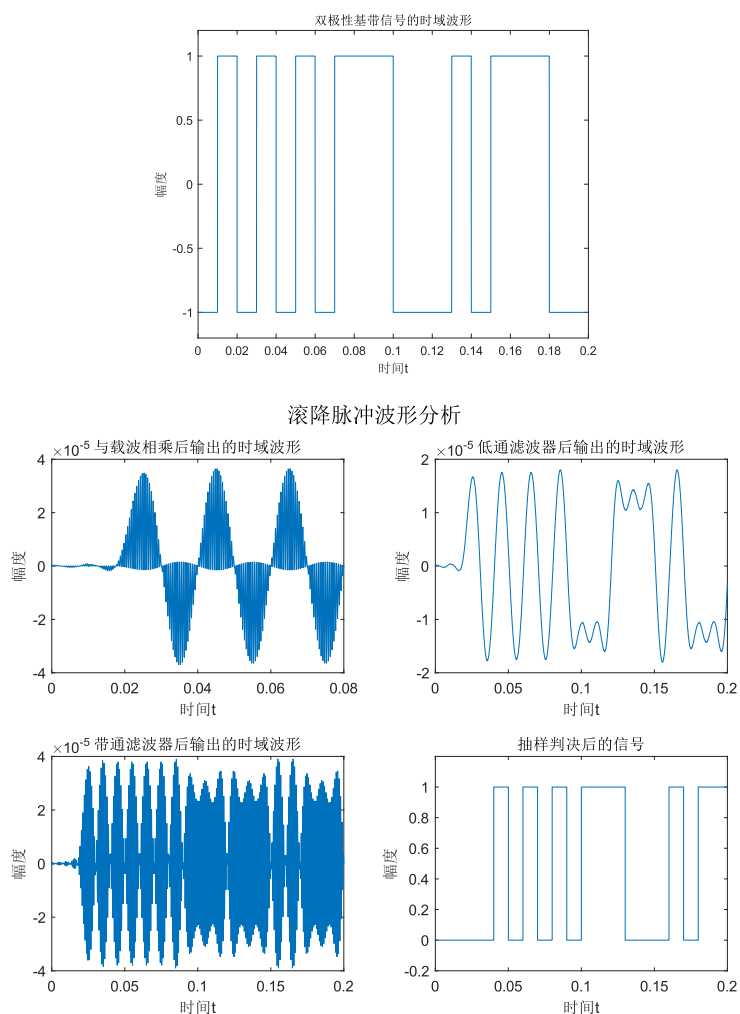 双极性基带信号的时域波形
1
0.5
0
-0.5
-1
幅度
0 0.02 0.04 0.06 0.08 0.1 0.12 0.14 0.16 0.18 0.2
时间t
滚降脉冲波形分析
×10-5 与载波相乘后输出的时域波形
4
2
0
-2
-4
幅度
0 0.02 0.04 0.06 0.08
时间t
×10-5 低通滤波器后输出的时域波形
2
1
0
-1
-2
幅度
0 0.05 0.1 0.15 0.2
时间t
×10-5 带通滤波器后输出的时域波形
4
2
0
-2
-4
幅度
0 0.05 0.1 0.15 0.2
时间t
抽样判决后的信号
1
0.8
0.6
0.4
0.2
0
-0.2
幅度
0 0.05 0.1 0.15 0.2
时间t